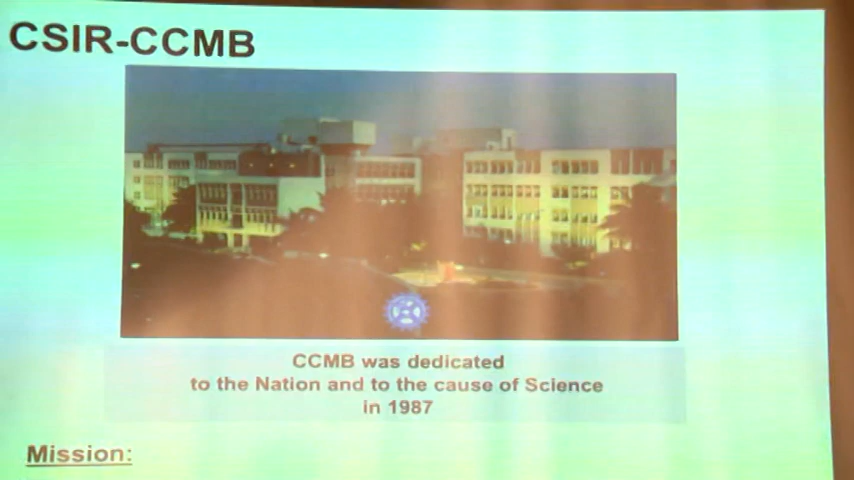 CSIR-CCMB
CCMB was dedicated
to the Nation and to the cause of Science
in 1987
Mission: